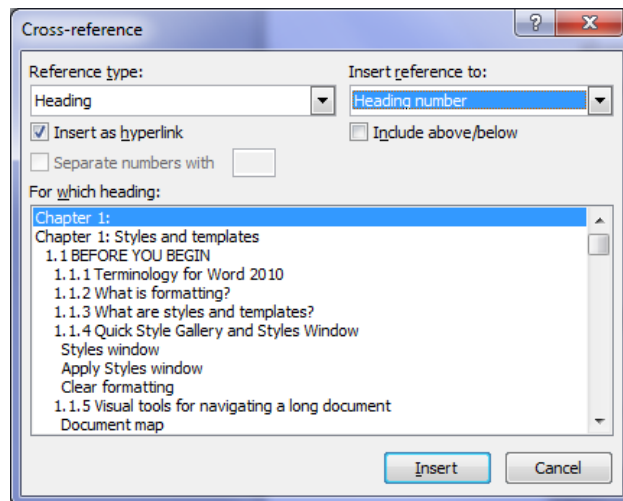 Cross-reference
Reference type:
Insert reference to:
Heading
Heading number
Insert as hyperlink
Include above/below
Separate numbers with
For which heading:
Chapter 1:
Chapter 1: Styles and templates
1.1 BEFORE YOU BEGIN
1.1.1 Terminology for Word 2010
1.1.2 What is formatting?
1.1.3 What are styles and templates?
1.1.4 Quick Style Gallery and Styles Window
Styles window
Apply Styles window
Clear formatting
1.1.5 Visual tools for navigating a long document
Document map
Insert
Cancel